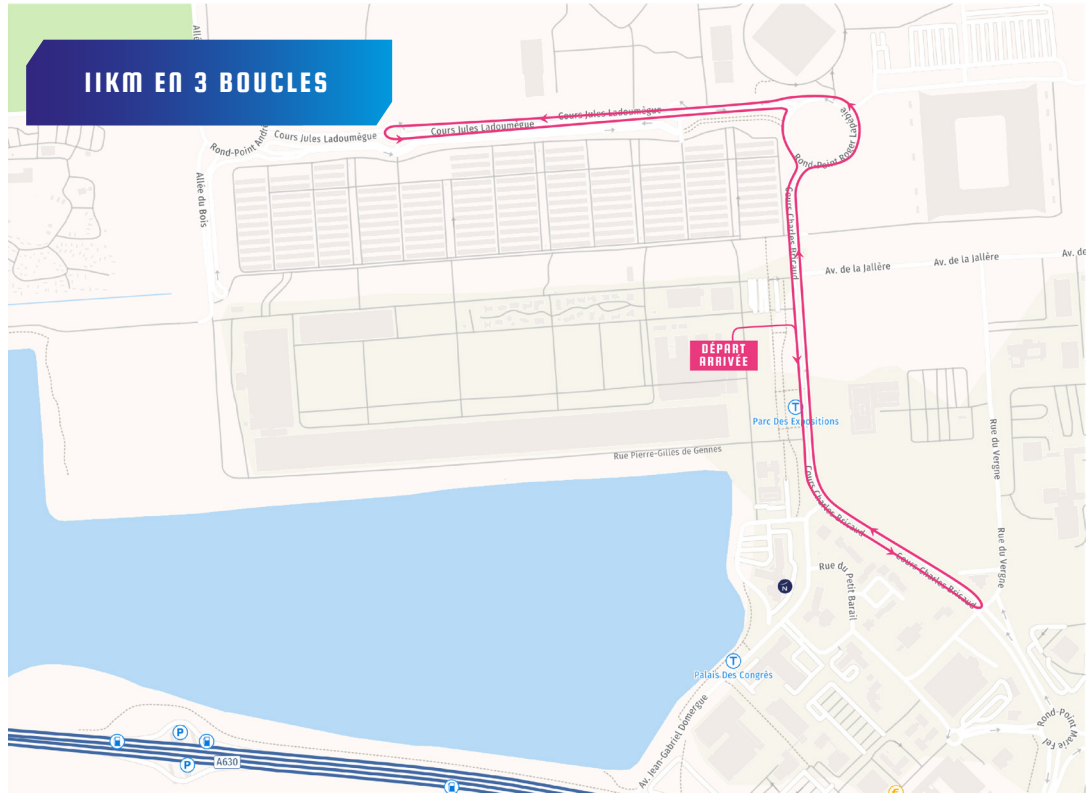 11KM EN 3 BOUCLES
Cours Jules Ladoumègue
Cours Jules Ladoumègue
Cours Jules Ladoumègue
Rond-Point André
Allée du Bois
Rond-Point Roger Lapébie
Cours Charles Bricaud
Av. de la Jallère
Av. de la Jallère
Av. de
DÉPART
ARRIVÉE
T
Parc Des Expositions
Rue Pierre-Gilles de Gennes
Rue du Vergne
Rue du Vergne
Cours Charles Bricaud
Cours Charles Bricaud
Rue du Petit Barail
N
T
Palais Des Congrès
Av. Jean-Gabriel Domergue
Rond-Point Marie Fel
P
P
A630
€